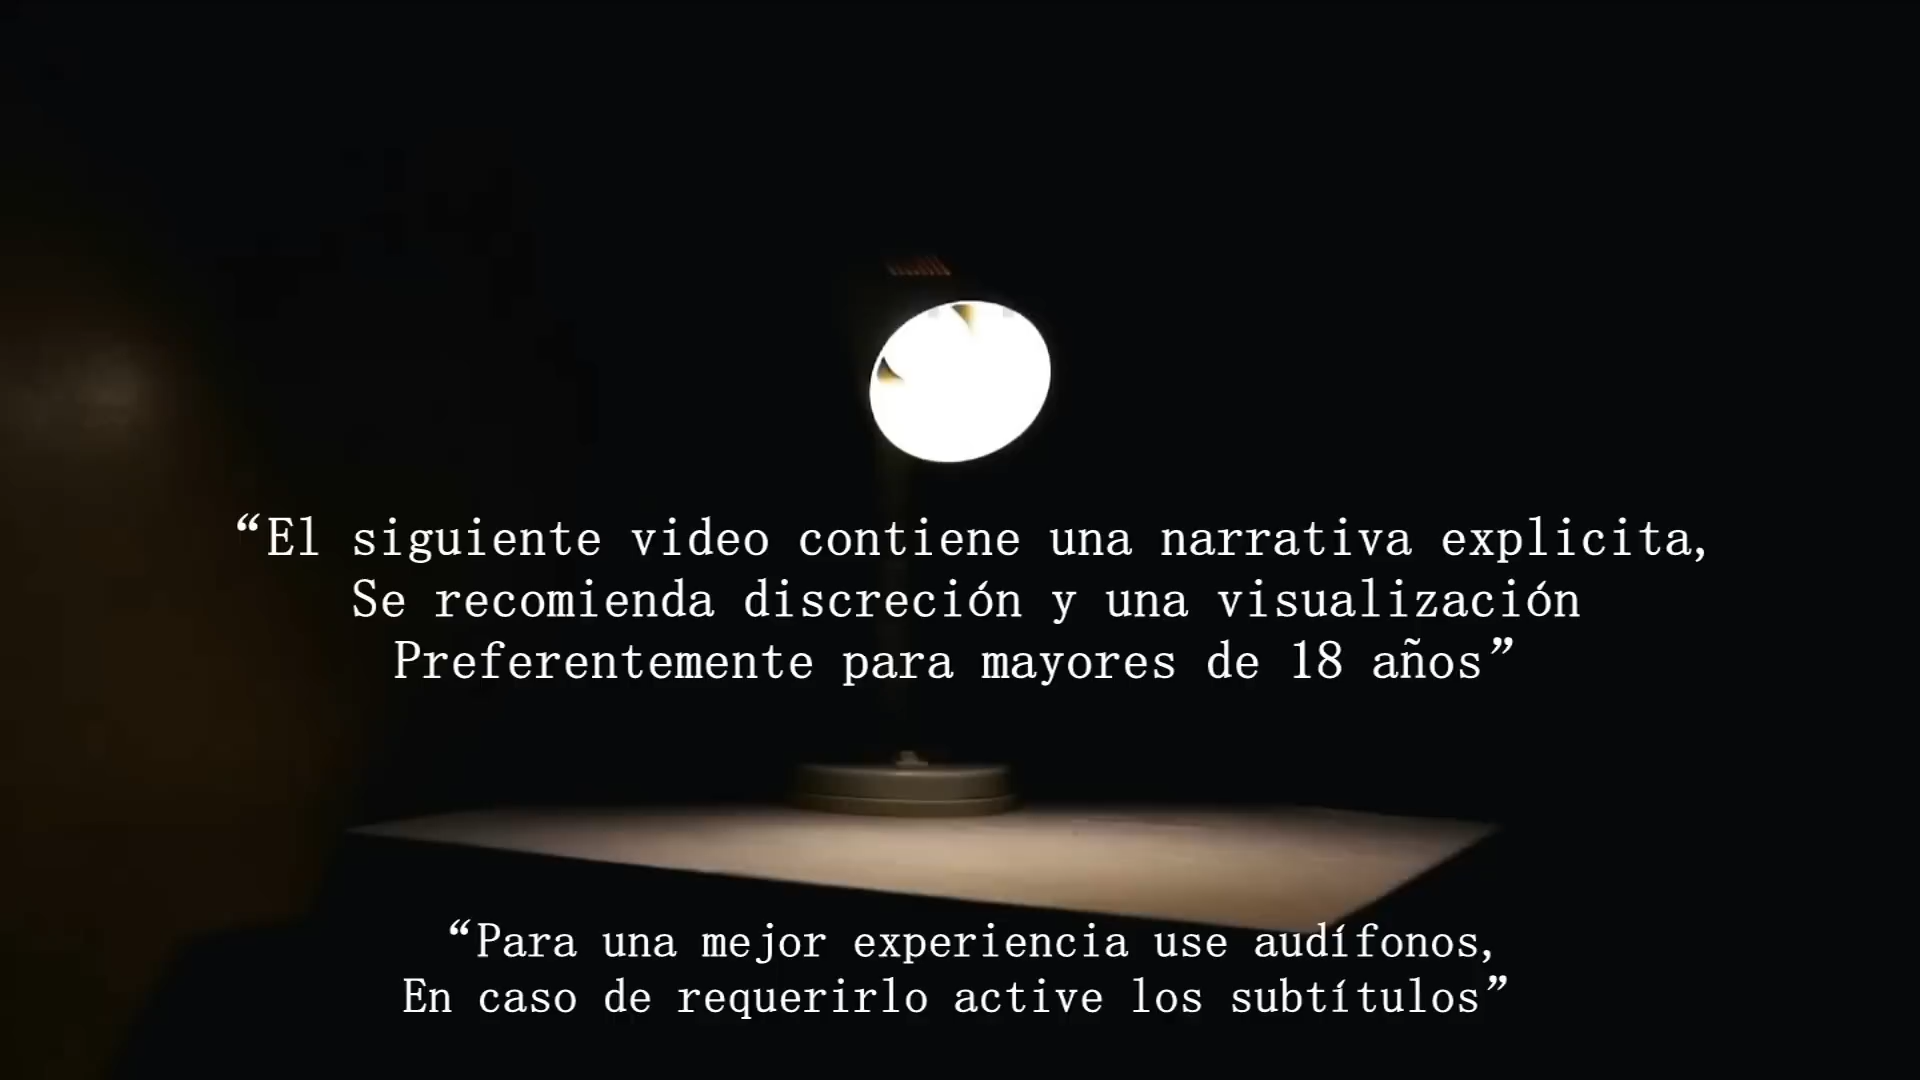 “El siguiente video contiene una narrativa explicita,
Se recomienda discreción y una visualización
Preferentemente para mayores de 18 años”
“Para una mejor experiencia use audífonos,
En caso de requerirlo active los subtítulos”